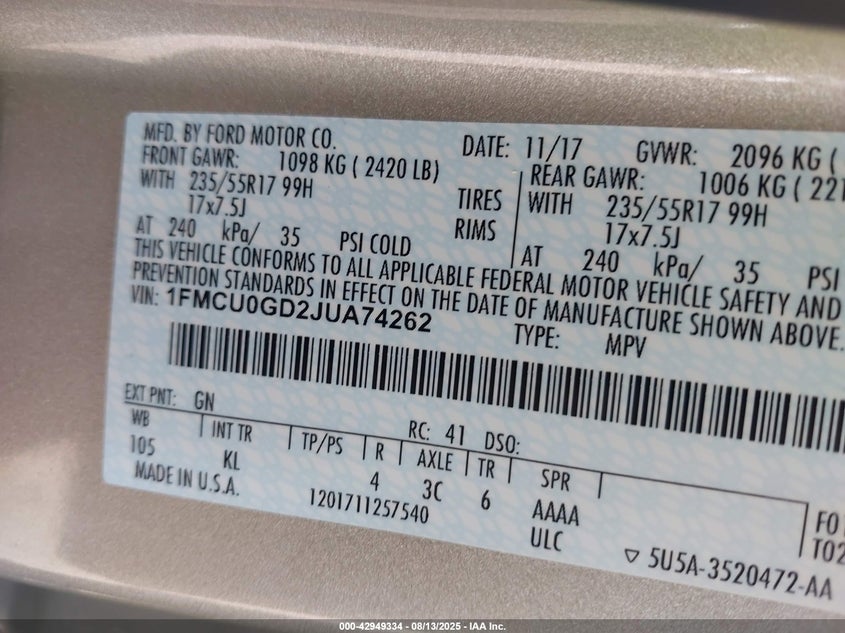 MFD. BY FORD MOTOR CO.
DATE: 11/17
GVWR: 2096 KG (
FRONT GAWR: 1098 KG ( 2420 LB)
REAR GAWR: 1006 KG (
WITH 235/55R17 99H TIRES
WITH 235/55R17 99H
17x7.5J RIMS
17x7.5J
AT 240 kPa/ 35 PSI COLD
AT 240 kPa/ 35 PSI
THIS VEHICLE CONFORMS TO ALL APPLICABLE FEDERAL MOTOR VEHICLE SAFETY AND
PREVENTION STANDARDS IN EFFECT ON THE DATE OF MANUFACTURE SHOWN ABOVE.
VIN: 1FMCU0GD2JUA74262
TYPE: MPV
EXT PNT: GN
RC: 41 DSO:
WB | INT TR | TP/PS | R | AXLE | TR | SPR
105 KL 4 3C 6 AAAA
MADE IN U.S.A.
1201711257540
ULC
▽ 5U5A-3520472-AA
000-42949334 - 08/13/2025 - IAA Inc.